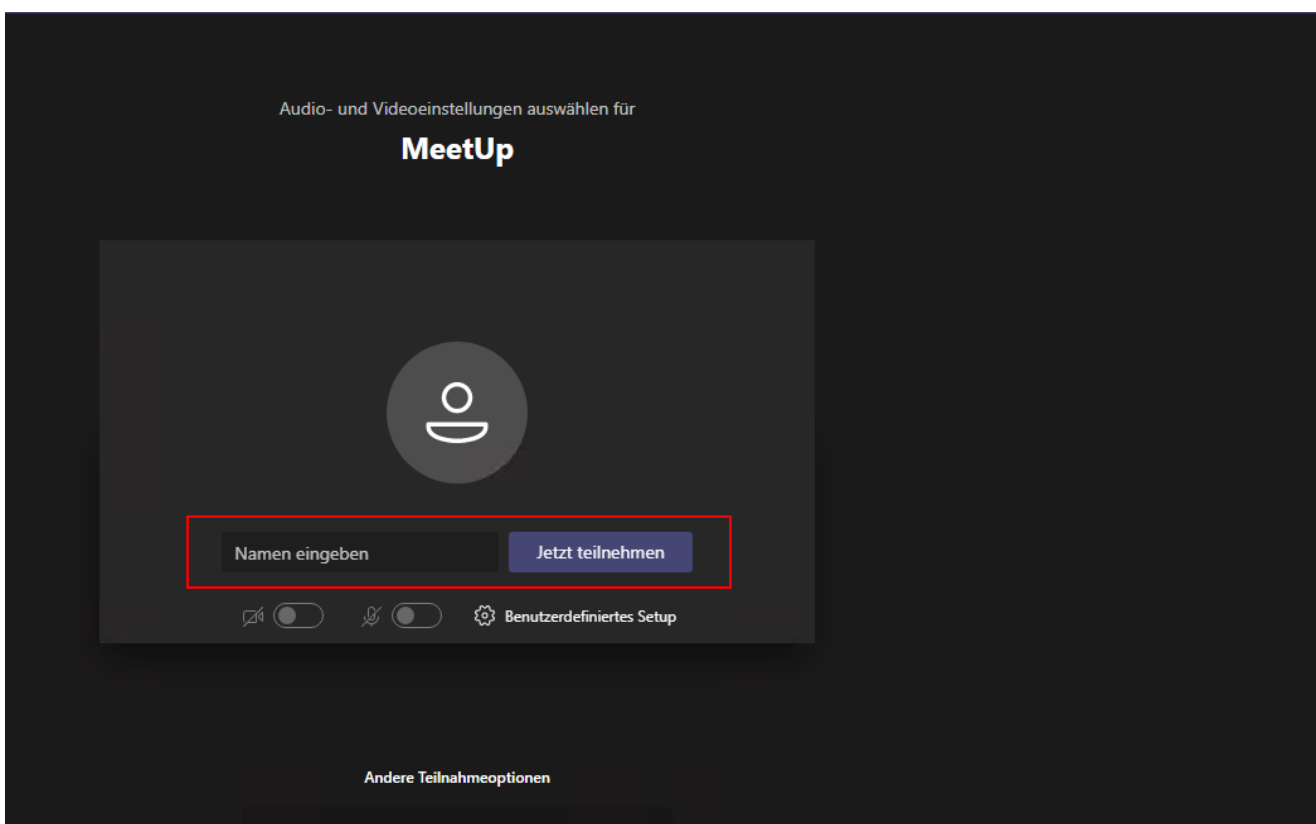 Audio- und Videoeinstellungen auswählen für
MeetUp
Namen eingeben
Jetzt teilnehmen
Benutzerdefiniertes Setup
Andere Teilnahmeoptionen